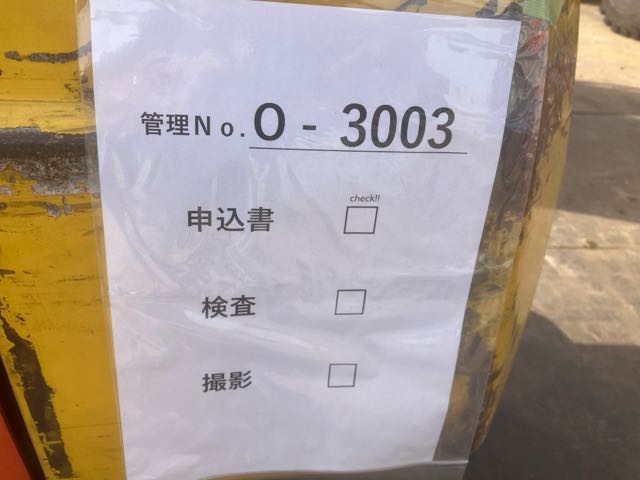 管理No. O - 3003
check!!
申込書 □
検査 □
撮影 □